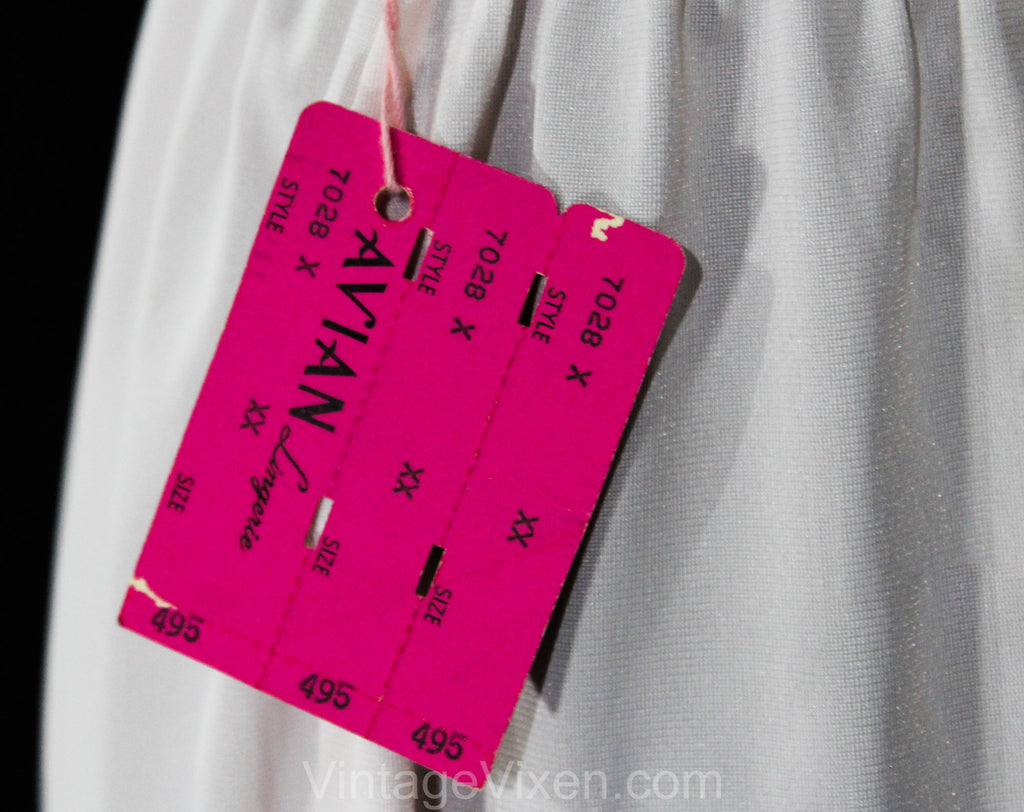 STYLE 7028 X
AVIAN Lingerie
XX
SIZE
495
STYLE 7028 X
XX
SIZE
495
STYLE 7028 X
XX
SIZE
495
VintageVixen.com